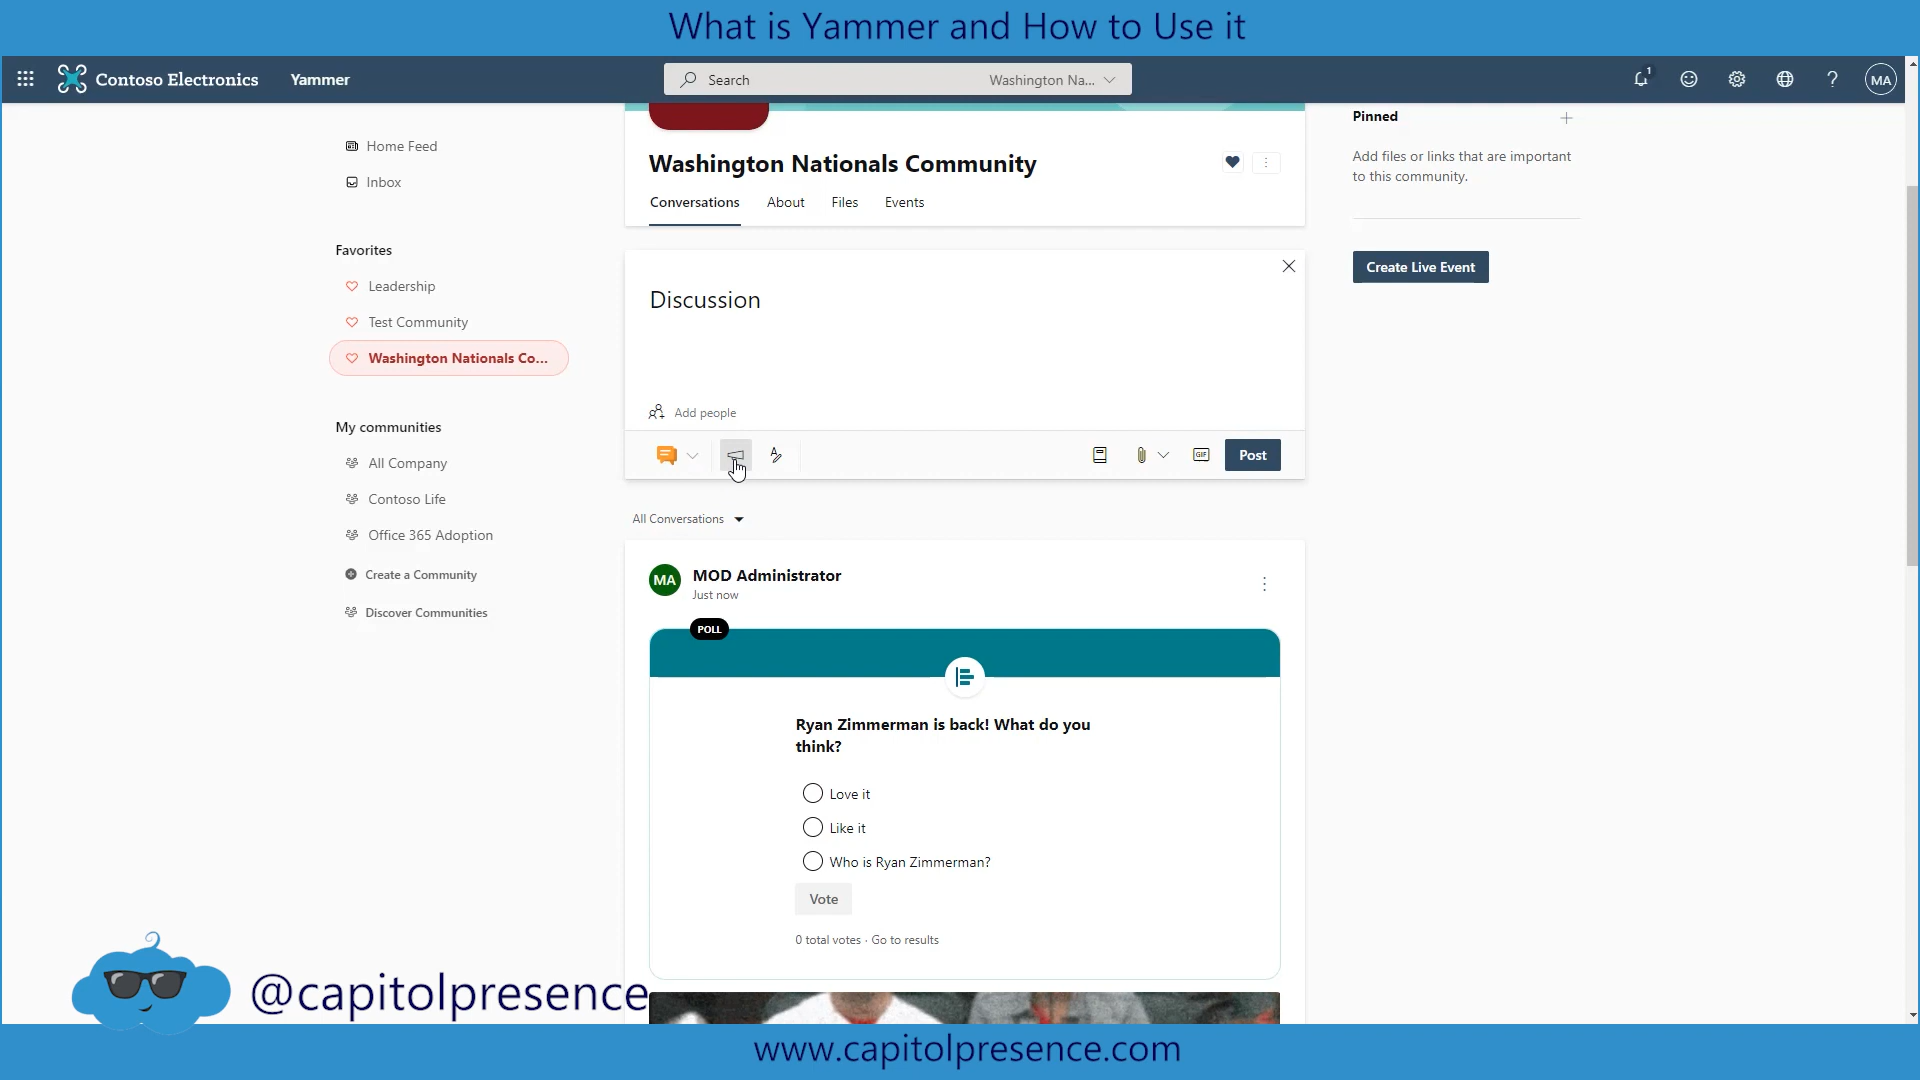 What is Yammer and How to Use it
Contoso Electronics
Yammer
Search
Washington Na...
1
MA
Home Feed
Inbox
Favorites
Leadership
Test Community
Washington Nationals Co...
My communities
All Company
Contoso Life
Office 365 Adoption
Create a Community
Discover Communities
Washington Nationals Community
Conversations
About
Files
Events
Discussion
Add people
GIF
Post
All Conversations
MA
MOD Administrator
Just now
POLL
Ryan Zimmerman is back! What do you
think?
Love it
Like it
Who is Ryan Zimmerman?
Vote
0 total votes · Go to results
Pinned
Add files or links that are important
to this community.
Create Live Event
@capitolpresence
www.capitolpresence.com